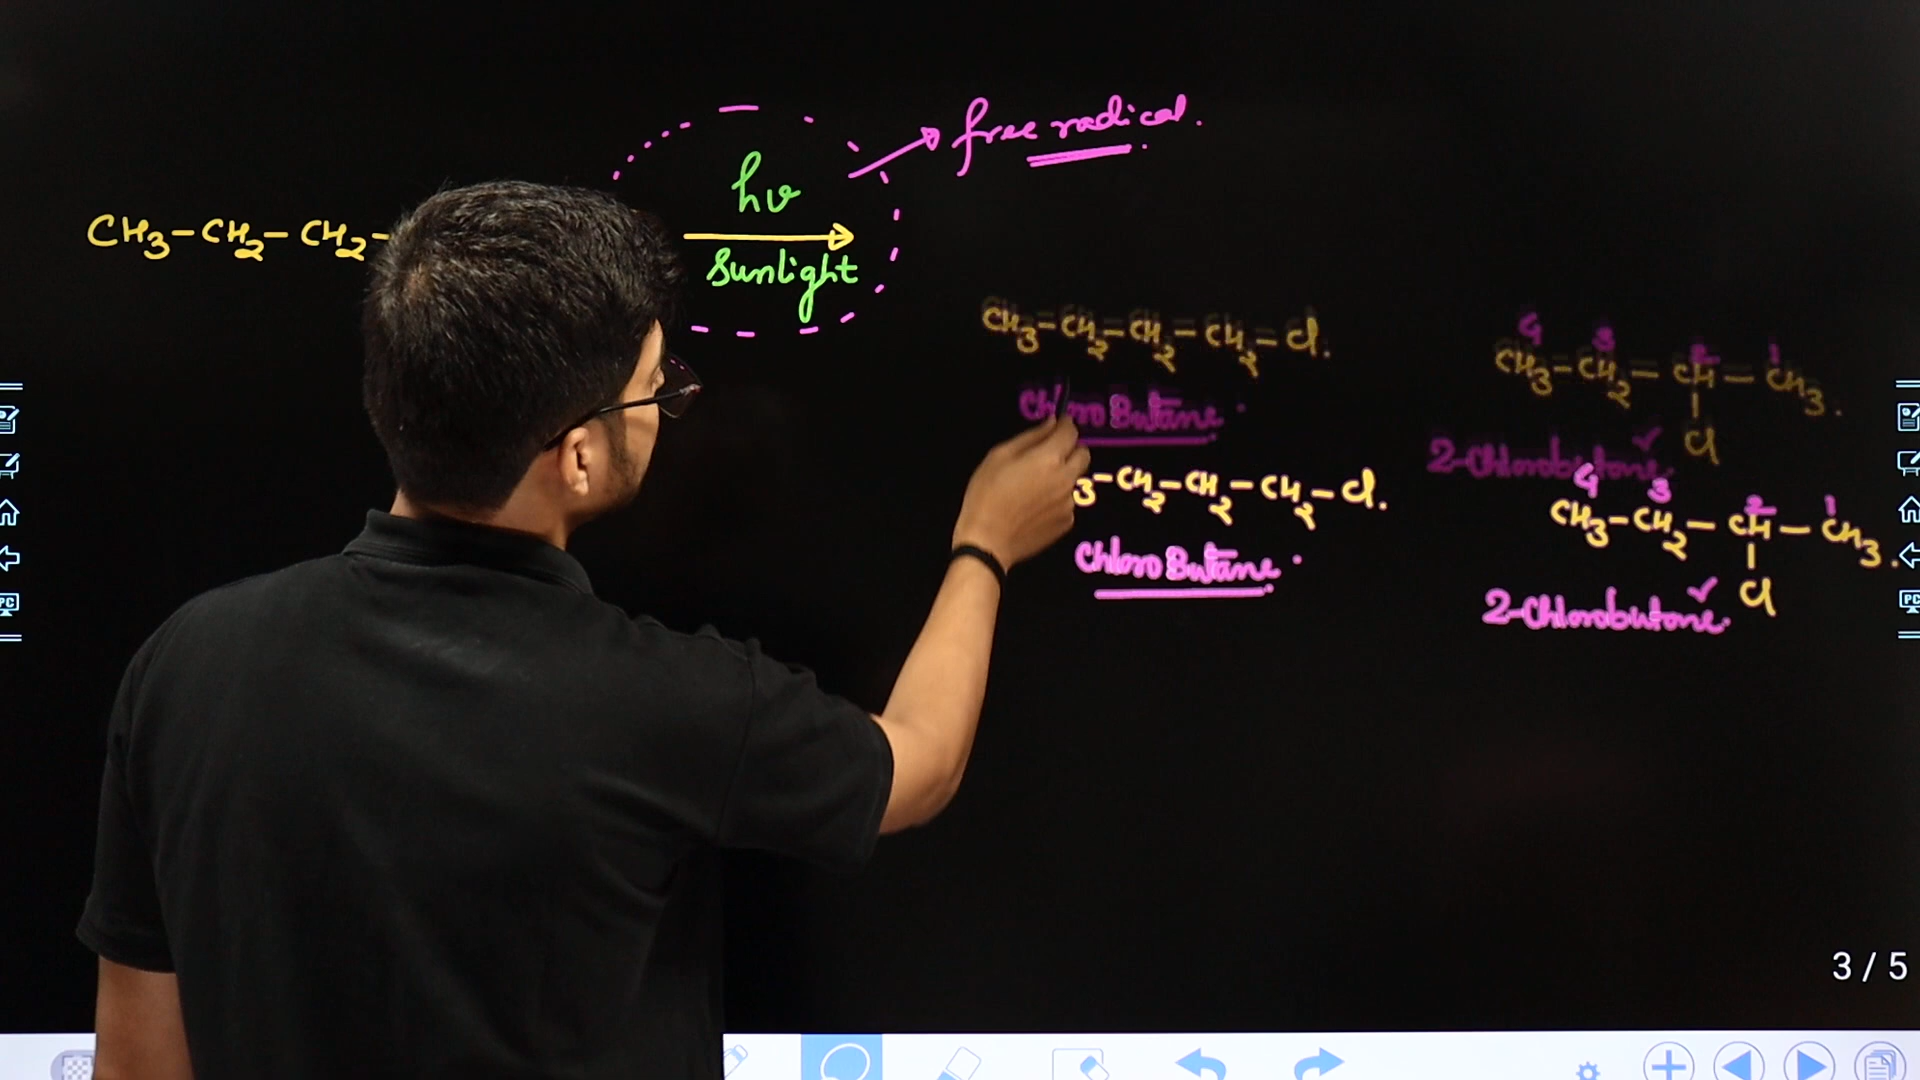 free radical.
hν
CH3-CH2-CH2-
Sunlight
CH3-CH2-CH2-CH2-Cl.
Chloro Butane
4 3 2 1
CH3-CH2-CH-CH3.
Cl
2-Chlorobutane
3-CH2-CH2-CH2-Cl.
Chloro Butane
4 3 2 1
CH3-CH2-CH-CH3.
Cl
2-Chlorobutane
PC
PC
3 / 5